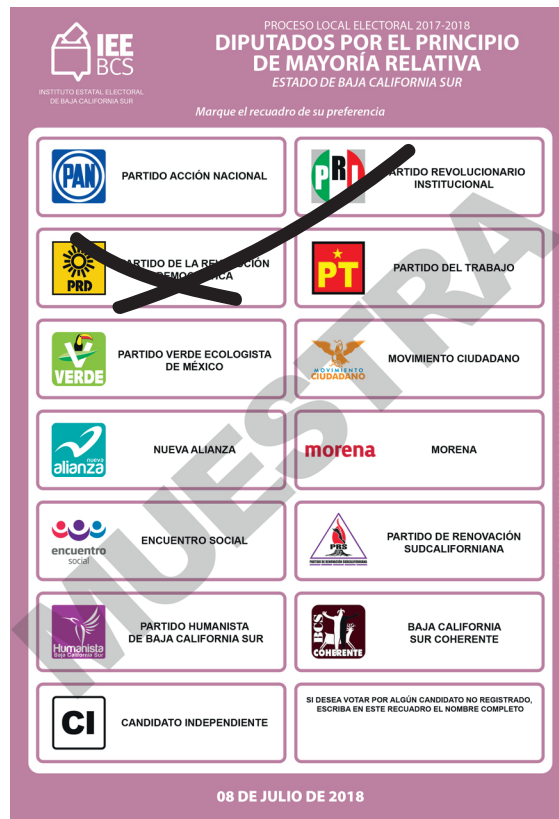 IEE
BCS
INSTITUTO ESTATAL ELECTORAL
DE BAJA CALIFORNIA SUR
PROCESO LOCAL ELECTORAL 2017-2018
DIPUTADOS POR EL PRINCIPIO
DE MAYORÍA RELATIVA
ESTADO DE BAJA CALIFORNIA SUR
Marque el recuadro de su preferencia
PAN
PARTIDO ACCIÓN NACIONAL
PRI
PARTIDO REVOLUCIONARIO
INSTITUCIONAL
PRD
PARTIDO DE LA REVOLUCIÓN
DEMOCRÁTICA
PT
PARTIDO DEL TRABAJO
VERDE
PARTIDO VERDE ECOLOGISTA
DE MÉXICO
MOVIMIENTO
CIUDADANO
MOVIMIENTO CIUDADANO
nueva
alianza
NUEVA ALIANZA
morena
MORENA
encuentro
social
ENCUENTRO SOCIAL
PRS
PARTIDO DE RENOVACIÓN SUDCALIFORNIANA
PARTIDO DE RENOVACIÓN
SUDCALIFORNIANA
Humanista
Baja California Sur
PARTIDO HUMANISTA
DE BAJA CALIFORNIA SUR
BCS
COHERENTE
BAJA CALIFORNIA
SUR COHERENTE
CI
CANDIDATO INDEPENDIENTE
SI DESEA VOTAR POR ALGÚN CANDIDATO NO REGISTRADO,
ESCRIBA EN ESTE RECUADRO EL NOMBRE COMPLETO
MUESTRA
08 DE JULIO DE 2018